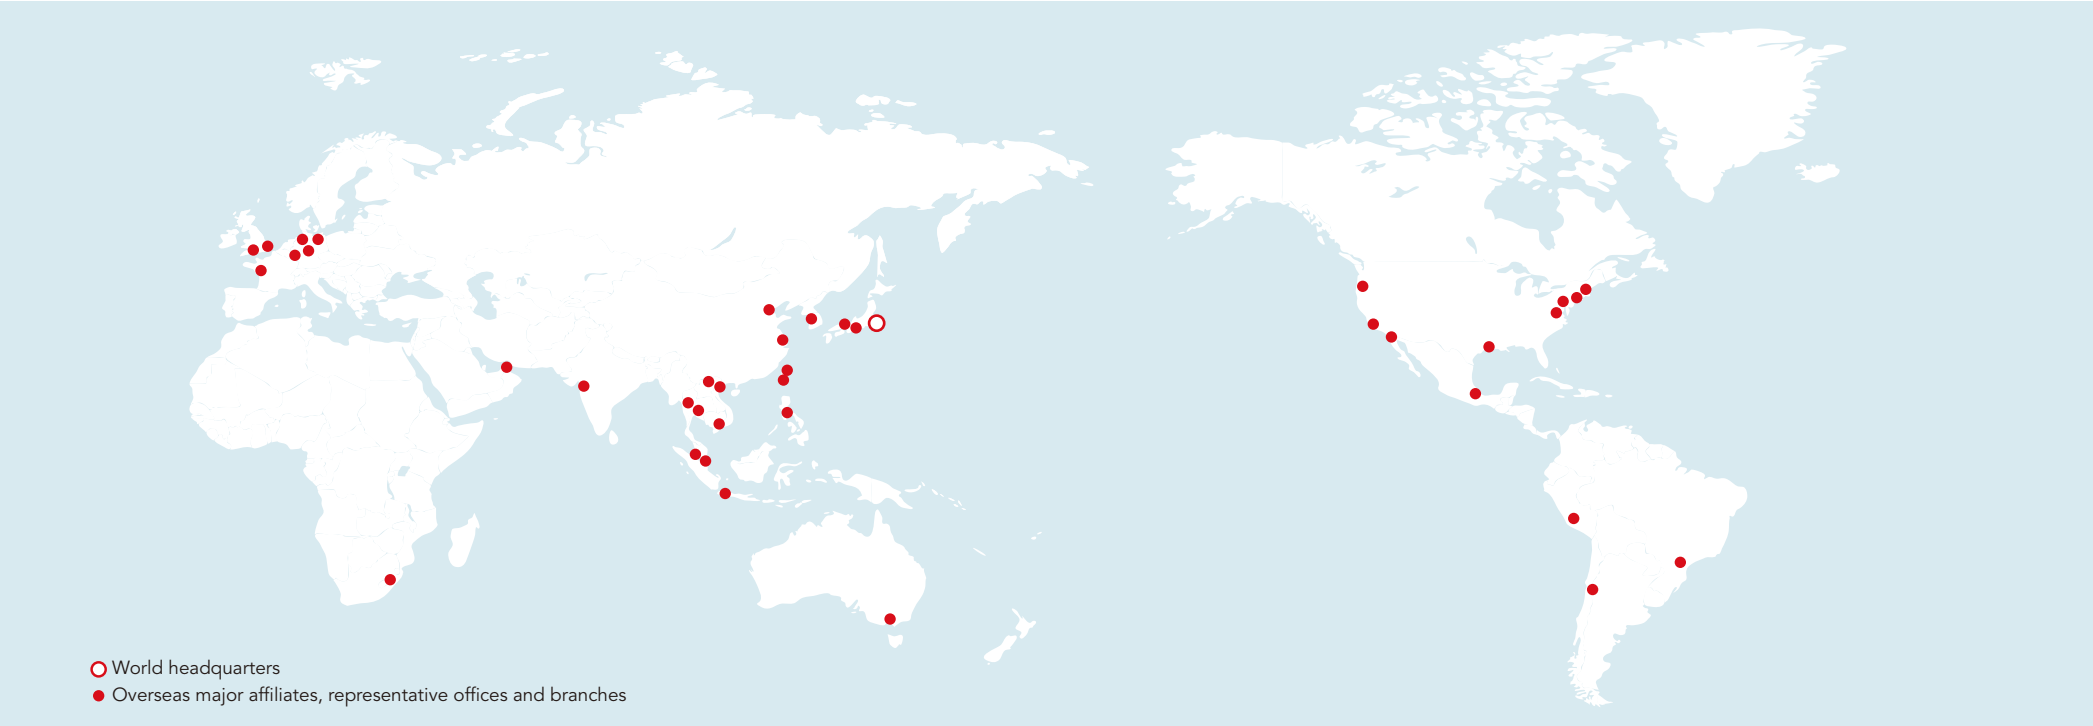 World headquarters
Overseas major affiliates, representative offices and branches